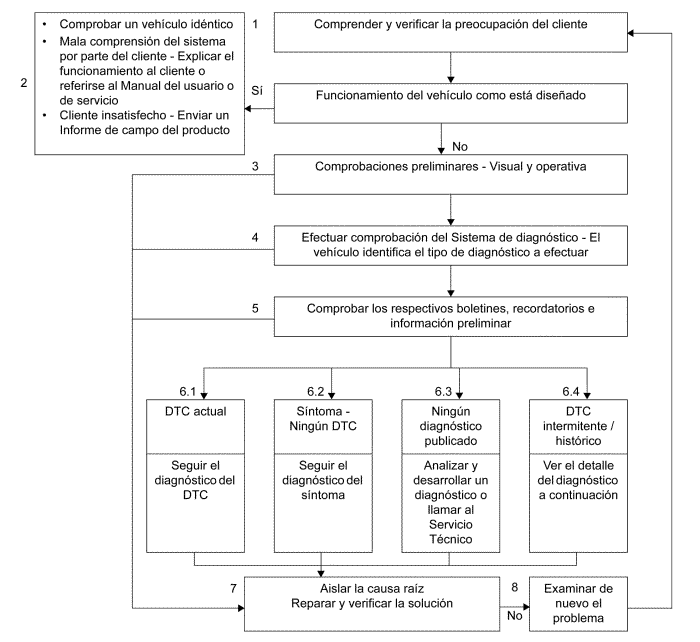 1
Comprender y verificar la preocupación del cliente
2
• Comprobar un vehículo idéntico
• Mala comprensión del sistema
por parte del cliente - Explicar el
funcionamiento al cliente o
referirse al Manual del usuario o
de servicio
• Cliente insatisfecho - Enviar un
Informe de campo del producto
Sí
Funcionamiento del vehículo como está diseñado
No
3
Comprobaciones preliminares - Visual y operativa
4
Efectuar comprobación del Sistema de diagnóstico - El
vehículo identifica el tipo de diagnóstico a efectuar
5
Comprobar los respectivos boletines, recordatorios e
información preliminar
6.1
DTC actual
Seguir el
diagnóstico del
DTC
6.2
Síntoma -
Ningún DTC
Seguir el
diagnóstico del
síntoma
6.3
Ningún
diagnóstico
publicado
Analizar y
desarrollar un
diagnóstico o
llamar al
Servicio
Técnico
6.4
DTC
intermitente /
histórico
Ver el detalle
del diagnóstico
a continuación
7
Aislar la causa raíz
Reparar y verificar la solución
8
No
Examinar de
nuevo el
problema